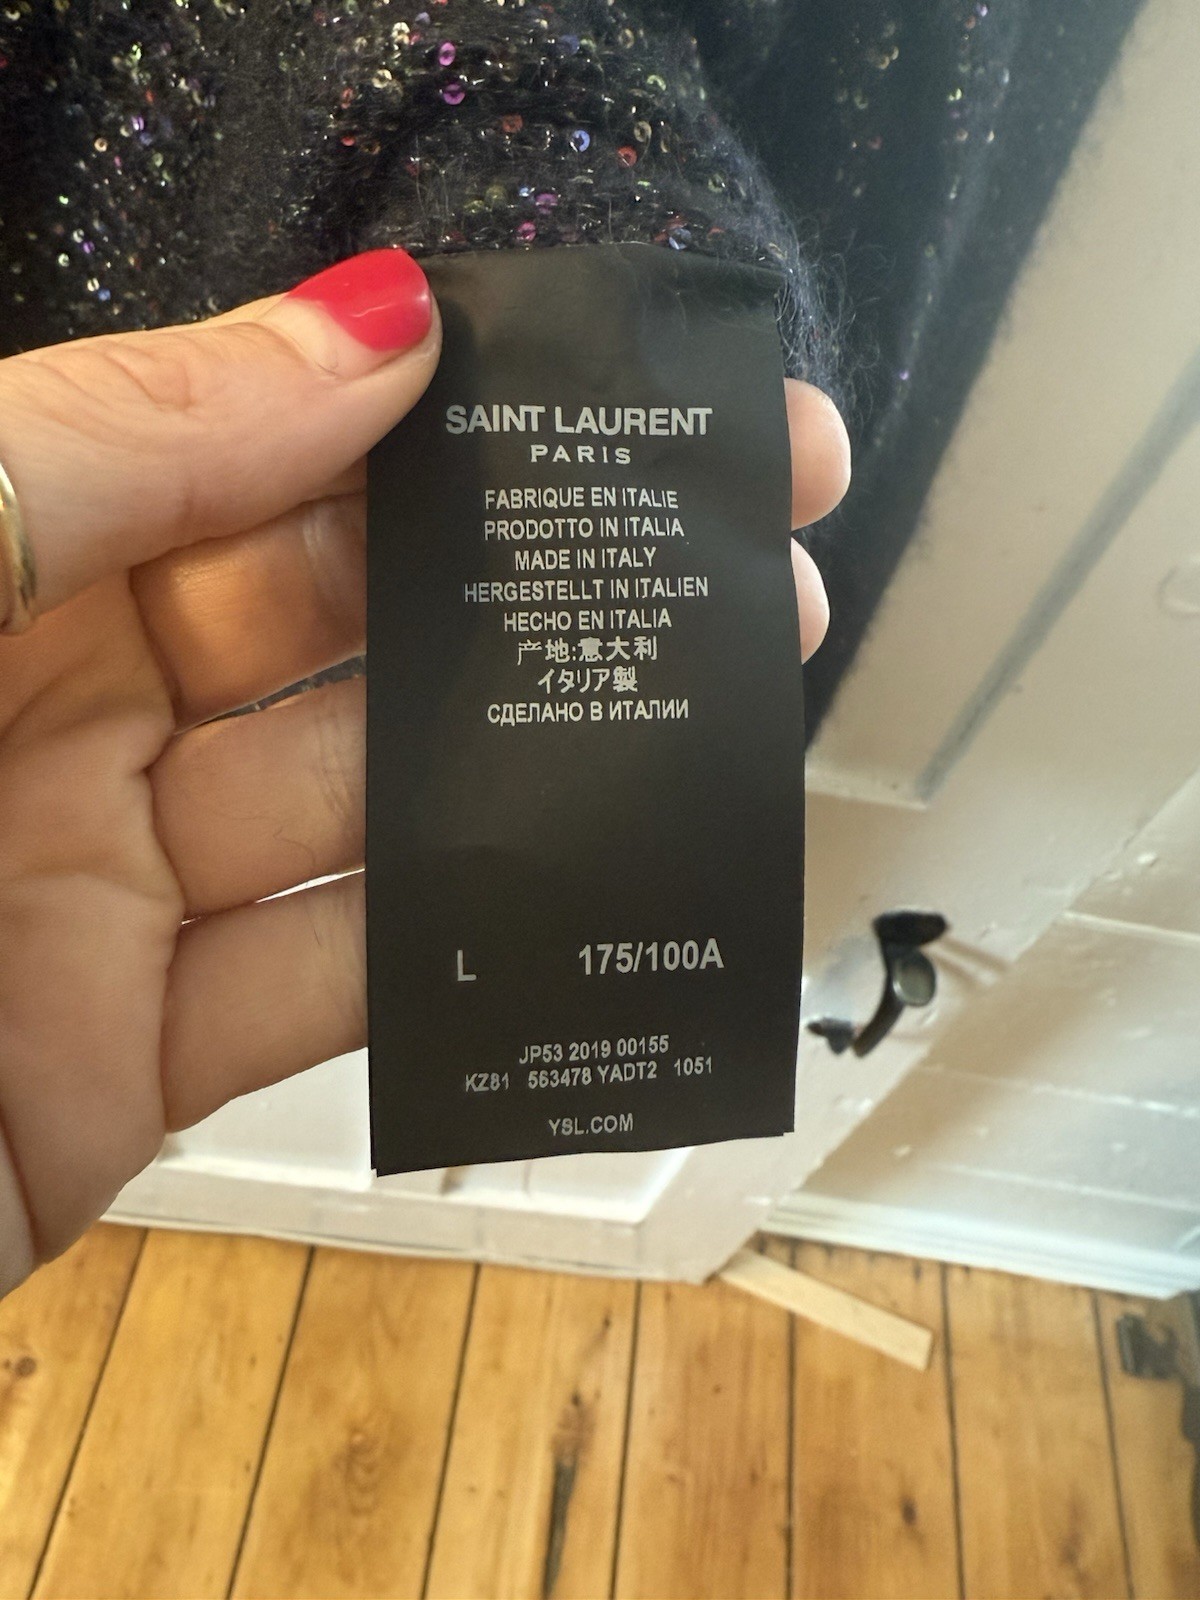 SAINT LAURENT
PARIS
FABRIQUE EN ITALIE
PRODOTTO IN ITALIA
MADE IN ITALY
HERGESTELLT IN ITALIEN
HECHO EN ITALIA
产地:意大利
イタリア製
СДЕЛАНО В ИТАЛИИ
L 175/100A
JP53 2019 00155
KZ81 563478 YADT2 1051
YSL.COM